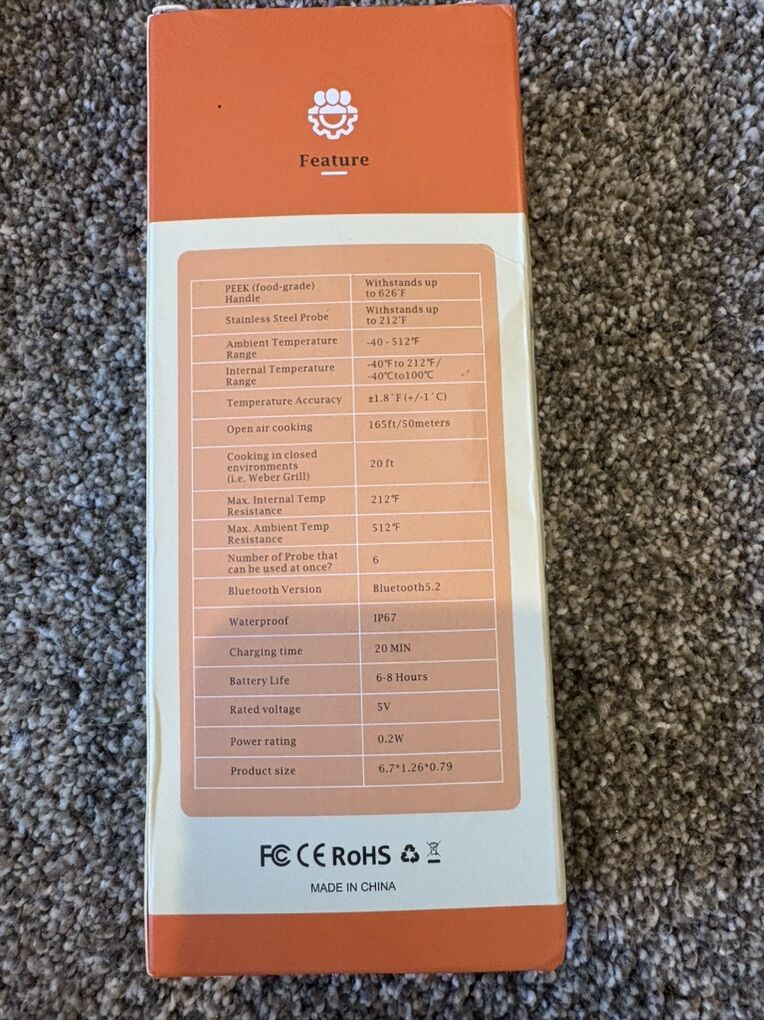 Feature
PEEK (food-grade)
Handle
Withstands up
to 626°F
Stainless Steel Probe
Withstands up
to 212°F
Ambient Temperature
Range
-40 - 512°F
Internal Temperature
Range
-40°F to 212°F/
-40°Cto100°C
Temperature Accuracy
±1.8°F (+/-1°C)
Open air cooking
165ft/50meters
Cooking in closed
environments
(i.e. Weber Grill)
20 ft
Max. Internal Temp
Resistance
212°F
Max. Ambient Temp
Resistance
512°F
Number of Probe that
can be used at once?
6
Bluetooth Version
Bluetooth5.2
Waterproof
IP67
Charging time
20 MIN
Battery Life
6-8 Hours
Rated voltage
5V
Power rating
0.2W
Product size
6.7*1.26*0.79
FC CE RoHS
MADE IN CHINA